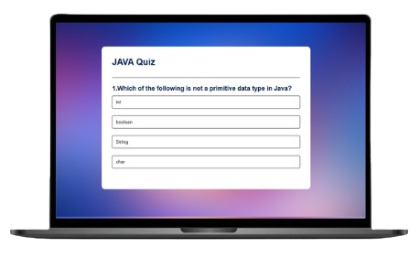 JAVA Quiz
1.Which of the following is not a primitive data type in Java?
int
boolean
String
char